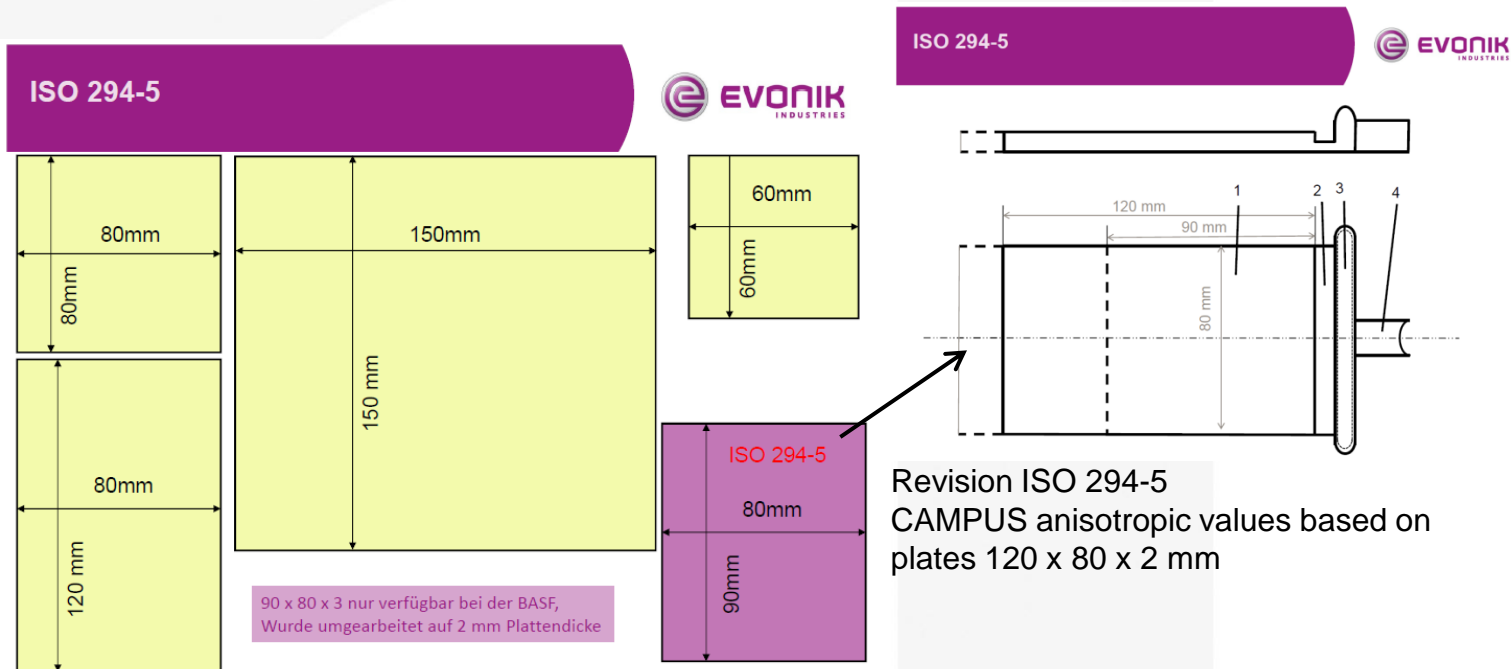 ISO 294-5
EVONIK
INDUSTRIES
80mm
80mm
150mm
150 mm
60mm
60mm
80mm
120 mm
ISO 294-5
80mm
90mm
90 x 80 x 3 nur verfügbar bei der BASF,
Wurde umgearbeitet auf 2 mm Plattendicke
ISO 294-5
EVONIK
INDUSTRIES
1
2
3
4
120 mm
90 mm
80 mm
Revision ISO 294-5
CAMPUS anisotropic values based on
plates 120 x 80 x 2 mm